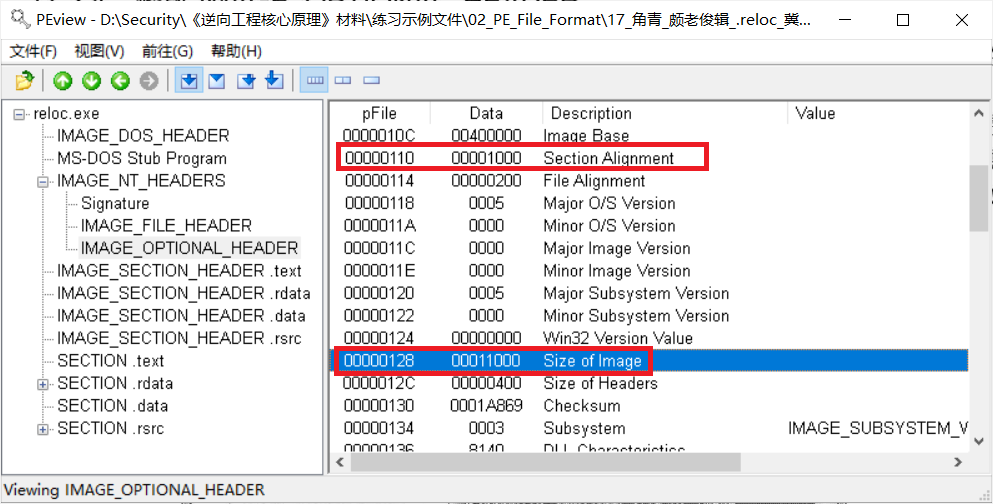 PEview - D:\Security\《逆向工程核心原理》材料\练习示例文件\02_PE_File_Format\17_角青_颇老俊辑_.reloc_冀...
文件(F) 视图(V) 前往(G) 帮助(H)
reloc.exe
IMAGE_DOS_HEADER
MS-DOS Stub Program
IMAGE_NT_HEADERS
Signature
IMAGE_FILE_HEADER
IMAGE_OPTIONAL_HEADER
IMAGE_SECTION_HEADER .text
IMAGE_SECTION_HEADER .rdata
IMAGE_SECTION_HEADER .data
IMAGE_SECTION_HEADER .rsrc
SECTION .text
SECTION .rdata
SECTION .data
SECTION .rsrc
pFile Data Description Value
0000010C 00400000 Image Base
00000110 00001000 Section Alignment
00000114 00000200 File Alignment
00000118 0005 Major O/S Version
0000011A 0000 Minor O/S Version
0000011C 0000 Major Image Version
0000011E 0000 Minor Image Version
00000120 0005 Major Subsystem Version
00000122 0000 Minor Subsystem Version
00000124 00000000 Win32 Version Value
00000128 00011000 Size of Image
0000012C 00000400 Size of Headers
00000130 0001A869 Checksum
00000134 0003 Subsystem IMAGE_SUBSYSTEM_V
00000136 8140 DLL Characteristics
Viewing IMAGE_OPTIONAL_HEADER